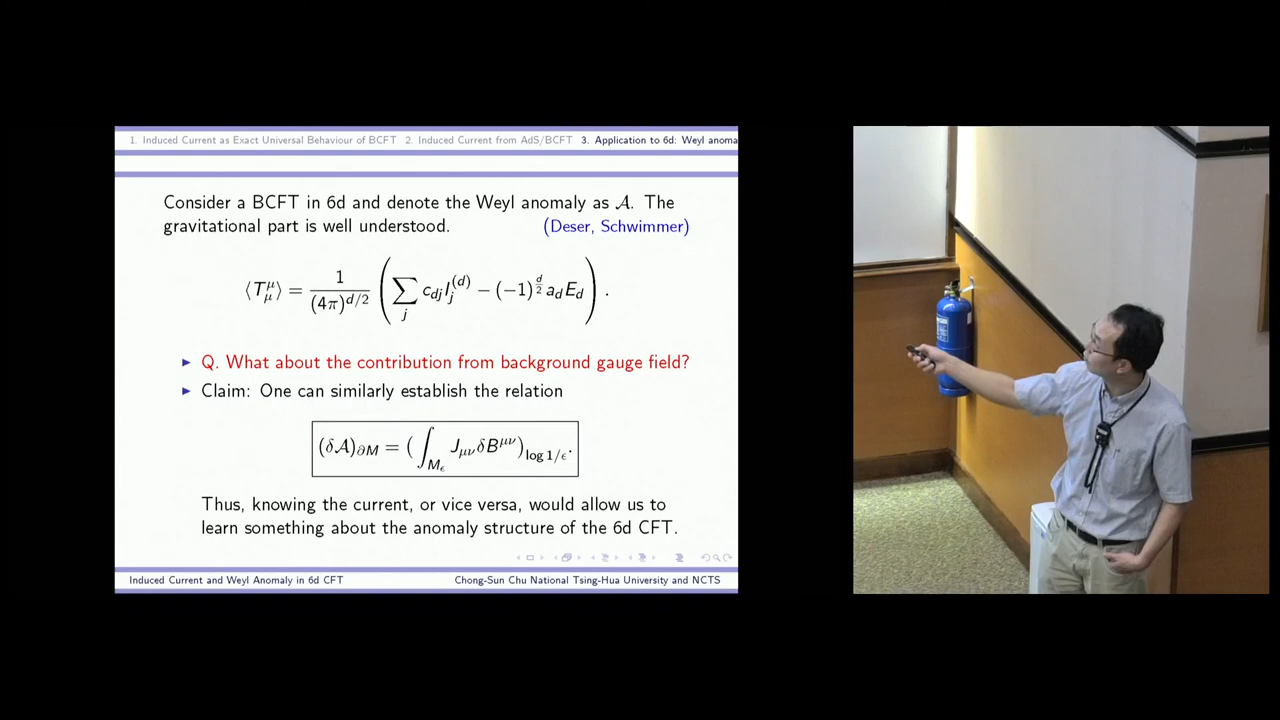 1. Induced Current as Exact Universal Behaviour of BCFT 2. Induced Current from AdS/BCFT 3. Application to 6d: Weyl anoma
Consider a BCFT in 6d and denote the Weyl anomaly as 𝒜. The
gravitational part is well understood. (Deser, Schwimmer)
⟨T^μ_μ⟩ = 1/(4π)^{d/2} ( ∑_j c_{dj} I_j^{(d)} − (−1)^{d/2} a_d E_d ) .
▶ Q. What about the contribution from background gauge field?
▶ Claim: One can similarly establish the relation
(δ𝒜)_{∂M} = ( ∫_{M_ϵ} J_{μν} δB^{μν} )_{log 1/ϵ}.
Thus, knowing the current, or vice versa, would allow us to
learn something about the anomaly structure of the 6d CFT.
Induced Current and Weyl Anomaly in 6d CFT Chong-Sun Chu National Tsing-Hua University and NCTS